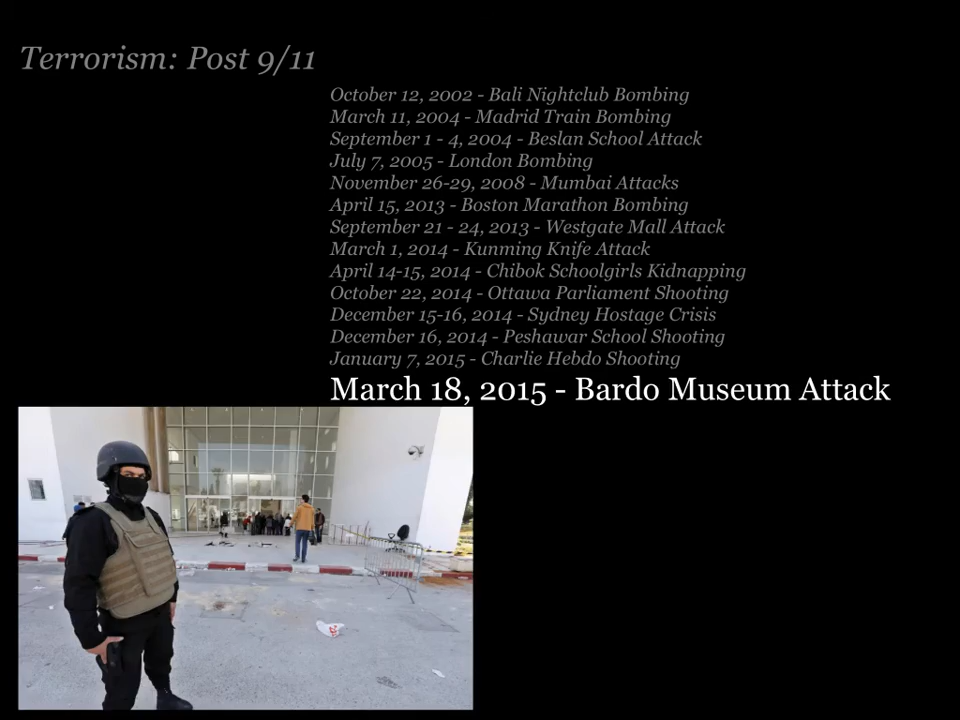 Terrorism: Post 9/11
October 12, 2002 - Bali Nightclub Bombing
March 11, 2004 - Madrid Train Bombing
September 1 - 4, 2004 - Beslan School Attack
July 7, 2005 - London Bombing
November 26-29, 2008 - Mumbai Attacks
April 15, 2013 - Boston Marathon Bombing
September 21 - 24, 2013 - Westgate Mall Attack
March 1, 2014 - Kunming Knife Attack
April 14-15, 2014 - Chibok Schoolgirls Kidnapping
October 22, 2014 - Ottawa Parliament Shooting
December 15-16, 2014 - Sydney Hostage Crisis
December 16, 2014 - Peshawar School Shooting
January 7, 2015 - Charlie Hebdo Shooting
March 18, 2015 - Bardo Museum Attack